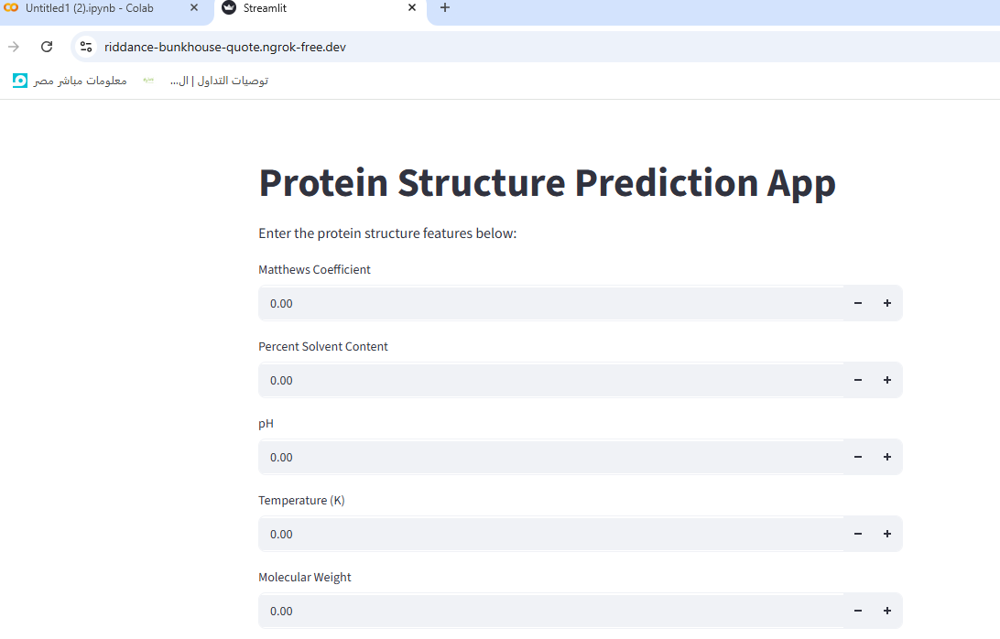 Untitled1 (2).ipynb - Colab
Streamlit
riddance-bunkhouse-quote.ngrok-free.dev
معلومات مباشر مصر
توصيات التداول | ال...
Protein Structure Prediction App
Enter the protein structure features below:
Matthews Coefficient
0.00
Percent Solvent Content
0.00
pH
0.00
Temperature (K)
0.00
Molecular Weight
0.00